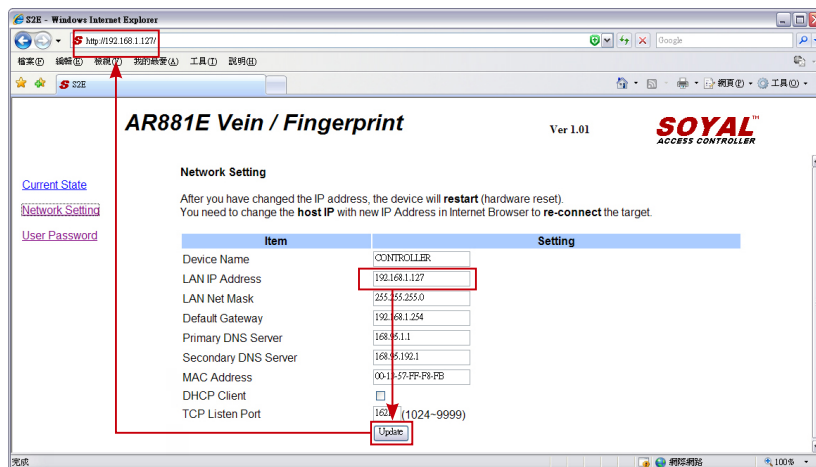 S2E - Windows Internet Explorer
http://192.168.1.127/
Google
檔案(F) 編輯(E) 檢視(V) 我的最愛(A) 工具(T) 說明(H)
S2E
網頁(P) 工具(O)
AR881E Vein / Fingerprint
Ver 1.01
SOYAL™
ACCESS CONTROLLER
Current State
Network Setting
User Password
Network Setting
After you have changed the IP address, the device will restart (hardware reset).
You need to change the host IP with new IP Address in Internet Browser to re-connect the target.
Item Setting
Device Name CONTROLLER
LAN IP Address 192.168.1.127
LAN Net Mask 255.255.255.0
Default Gateway 192.168.1.254
Primary DNS Server 168.95.1.1
Secondary DNS Server 168.95.192.1
MAC Address 00-13-57-FF-F8-FB
DHCP Client
TCP Listen Port (1024~9999)
Update
完成
網際網路 100%